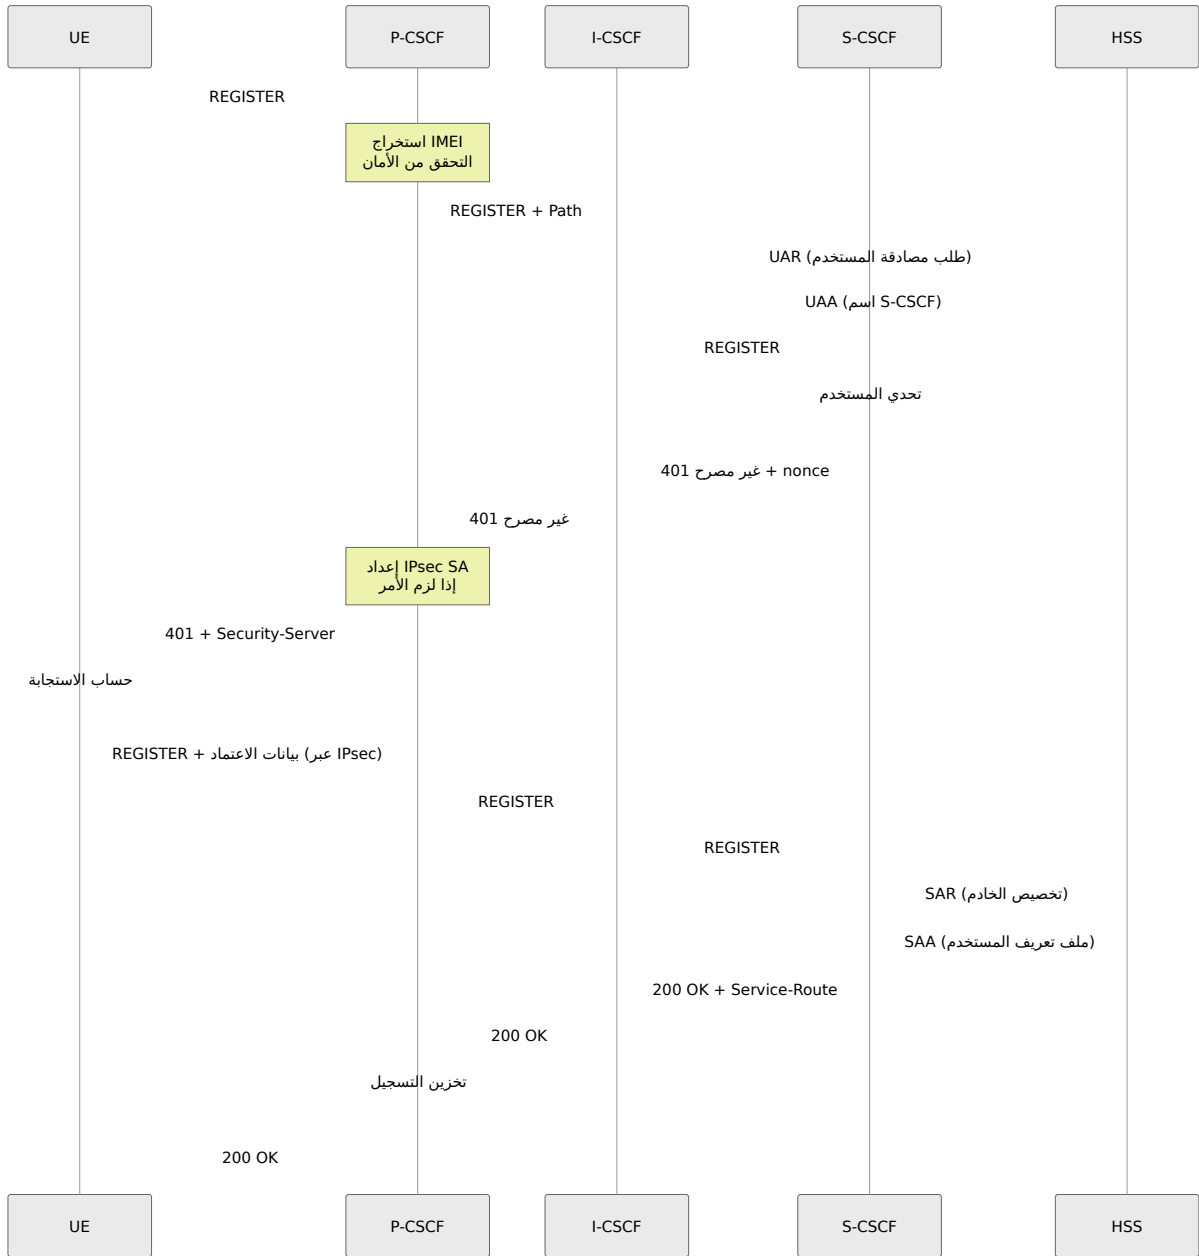 UE
P-CSCF
I-CSCF
S-CSCF
HSS
REGISTER
استخراج IMEI
التحقق من الأمان
REGISTER + Path
UAR (طلب مصادقة المستخدم)
UAA (اسم S-CSCF)
REGISTER
تحدي المستخدم
401 غير مصرح + nonce
401 غير مصرح
إعداد IPsec SA
إذا لزم الأمر
401 + Security-Server
حساب الاستجابة
REGISTER + بيانات الاعتماد (عبر IPsec)
REGISTER
REGISTER
SAR (تخصيص الخادم)
SAA (ملف تعريف المستخدم)
200 OK + Service-Route
200 OK
تخزين التسجيل
200 OK
UE
P-CSCF
I-CSCF
S-CSCF
HSS